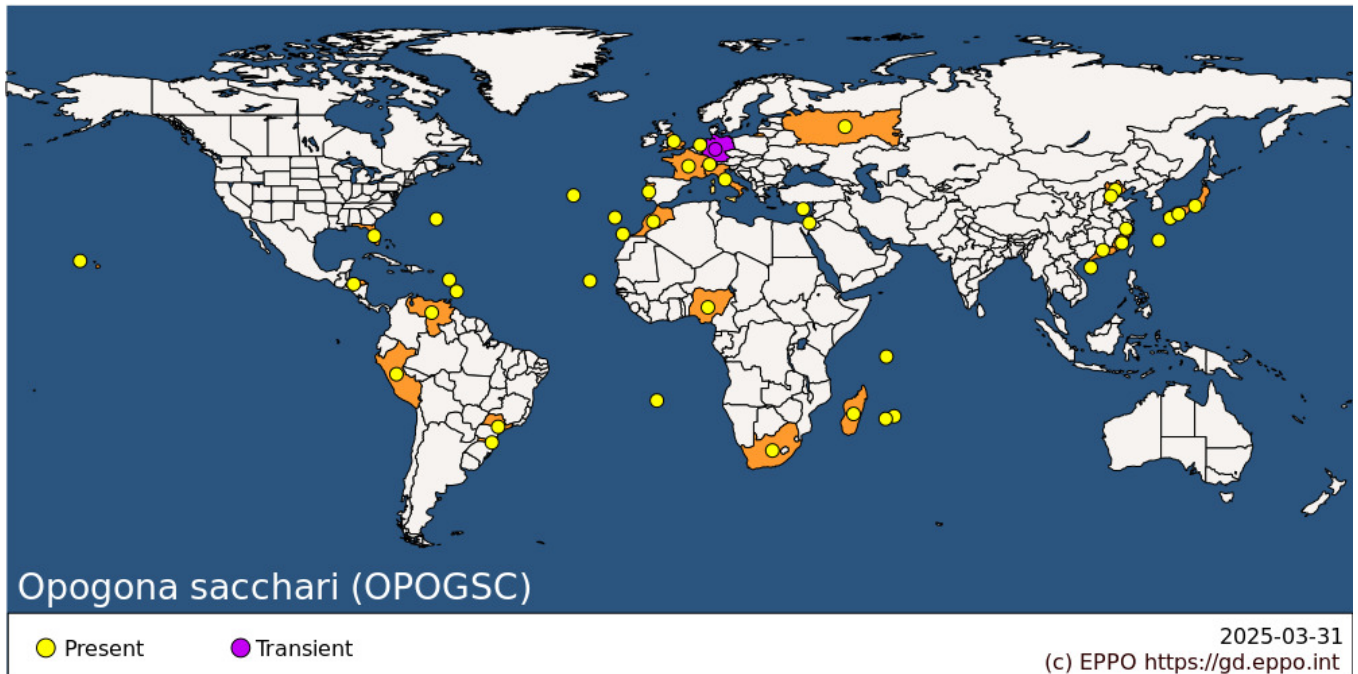 Opogona sacchari (OPOGSC)
Present
Transient
2025-03-31
(c) EPPO https://gd.eppo.int